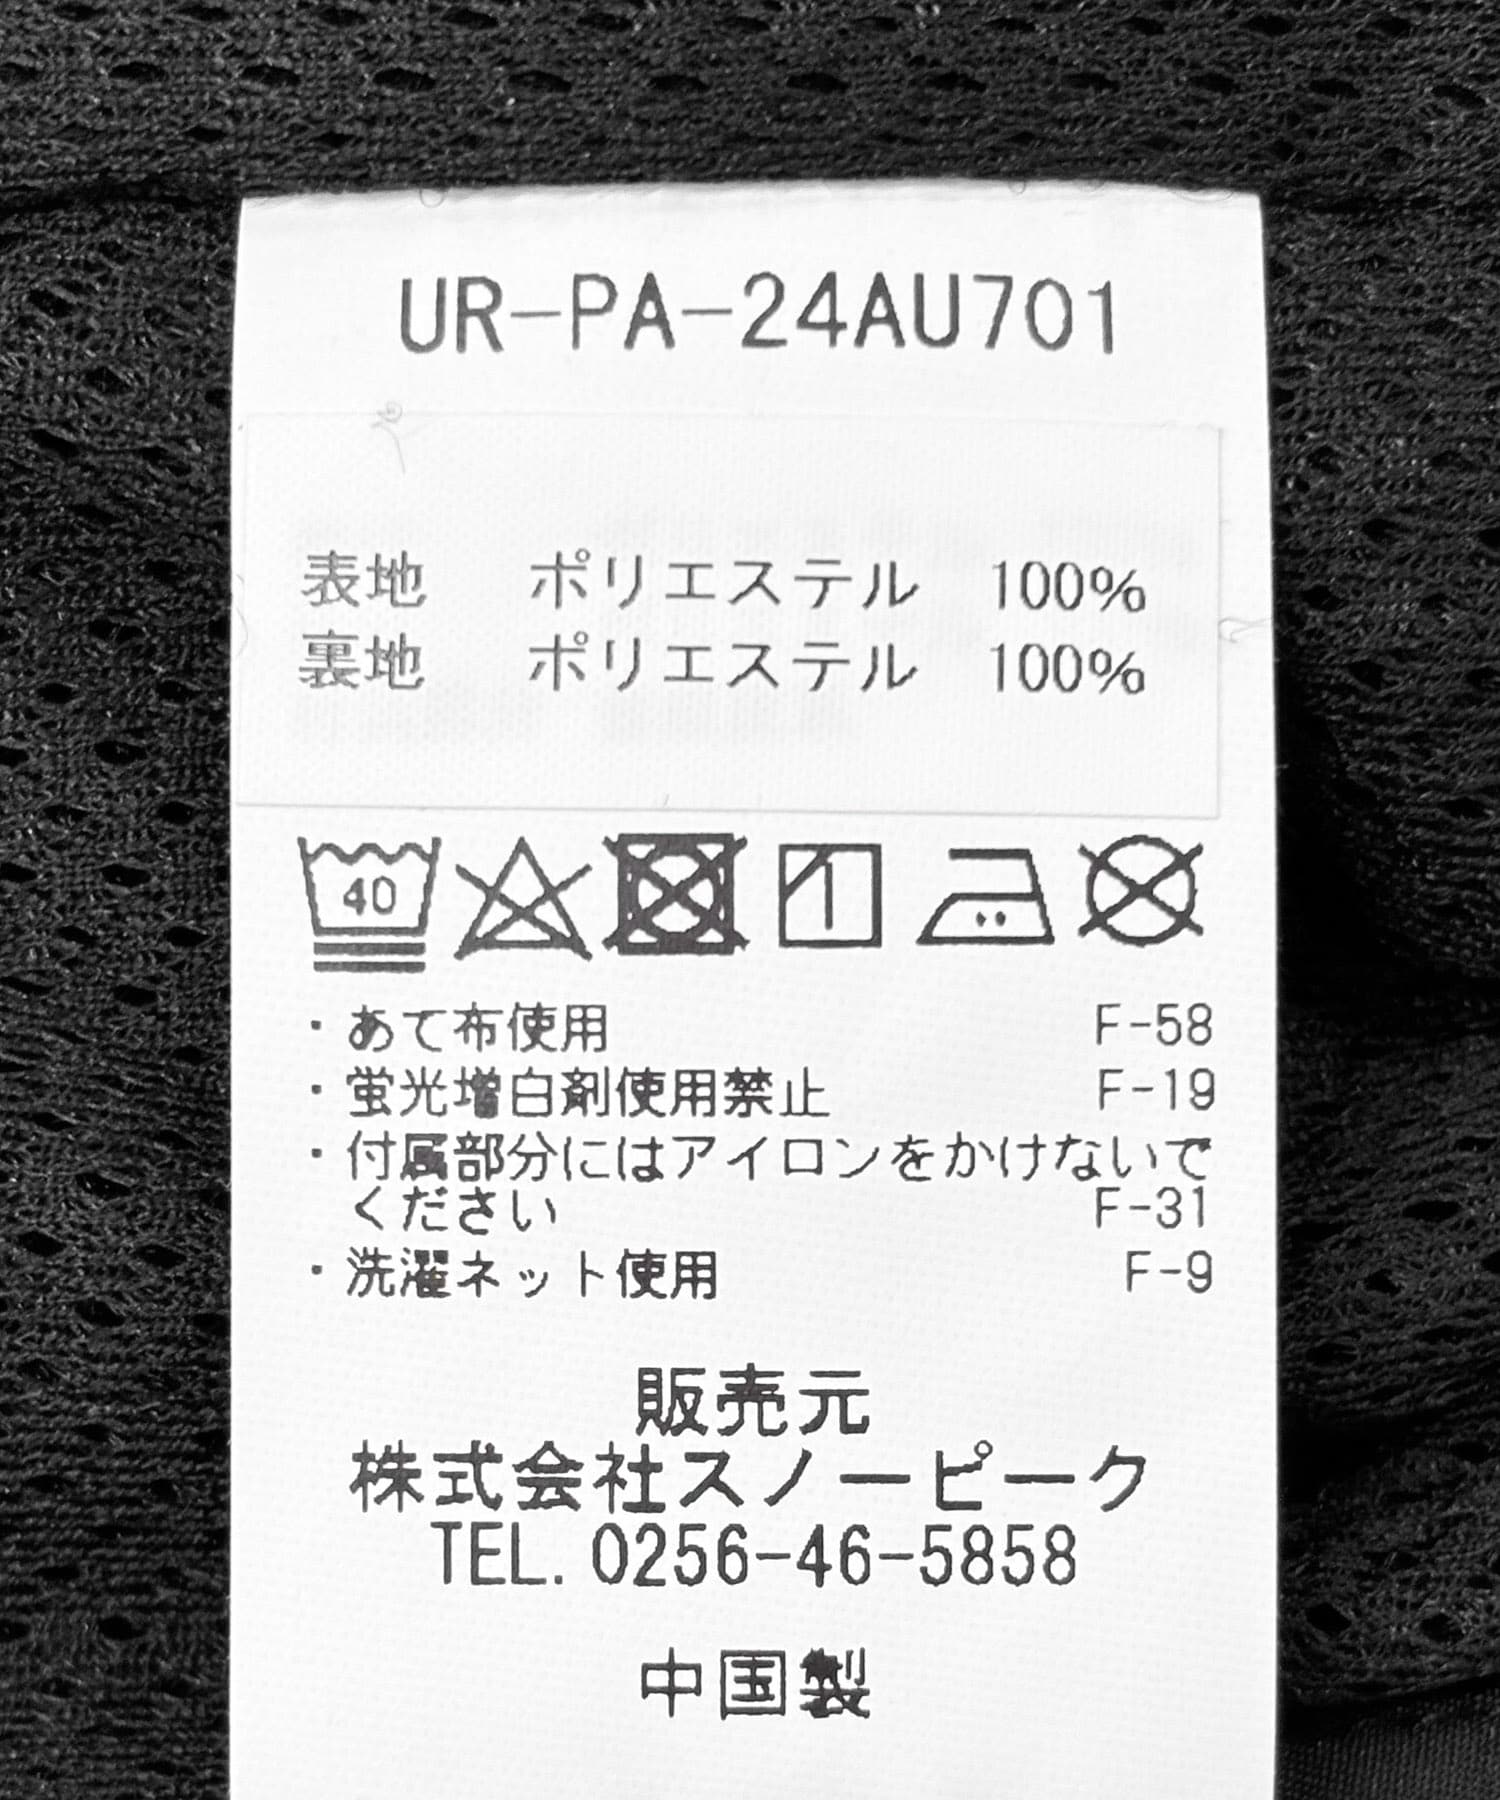 UR-PA-24AU701
表地 ポリエステル 100%
裏地 ポリエステル 100%
40
・あて布使用 F-58
・蛍光増白剤使用禁止 F-19
・付属部分にはアイロンをかけないで
ください F-31
・洗濯ネット使用 F-9
販売元
株式会社スノーピーク
TEL. 0256-46-5858
中国製